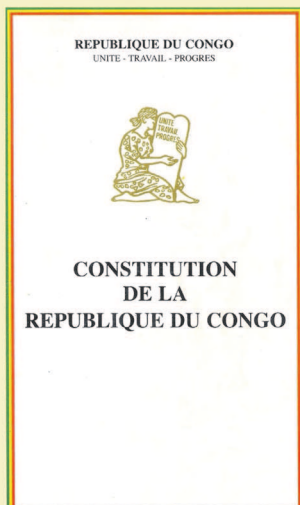 REPUBLIQUE DU CONGO
UNITE - TRAVAIL - PROGRES
UNITE
TRAVAIL
PROGRES
CONSTITUTION
DE LA
REPUBLIQUE DU CONGO